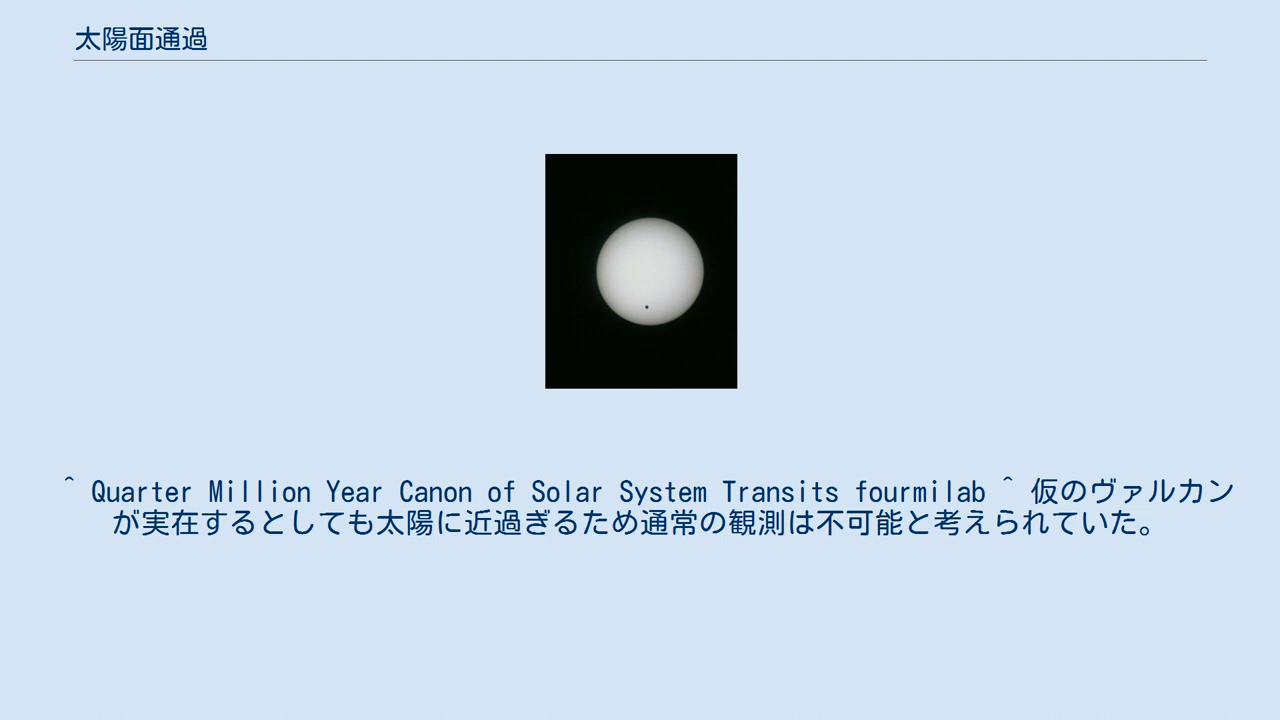 太陽面通過
^ Quarter Million Year Canon of Solar System Transits fourmilab ^ 仮のヴァルカン
が実在するとしても太陽に近過ぎるため通常の観測は不可能と考えられていた。